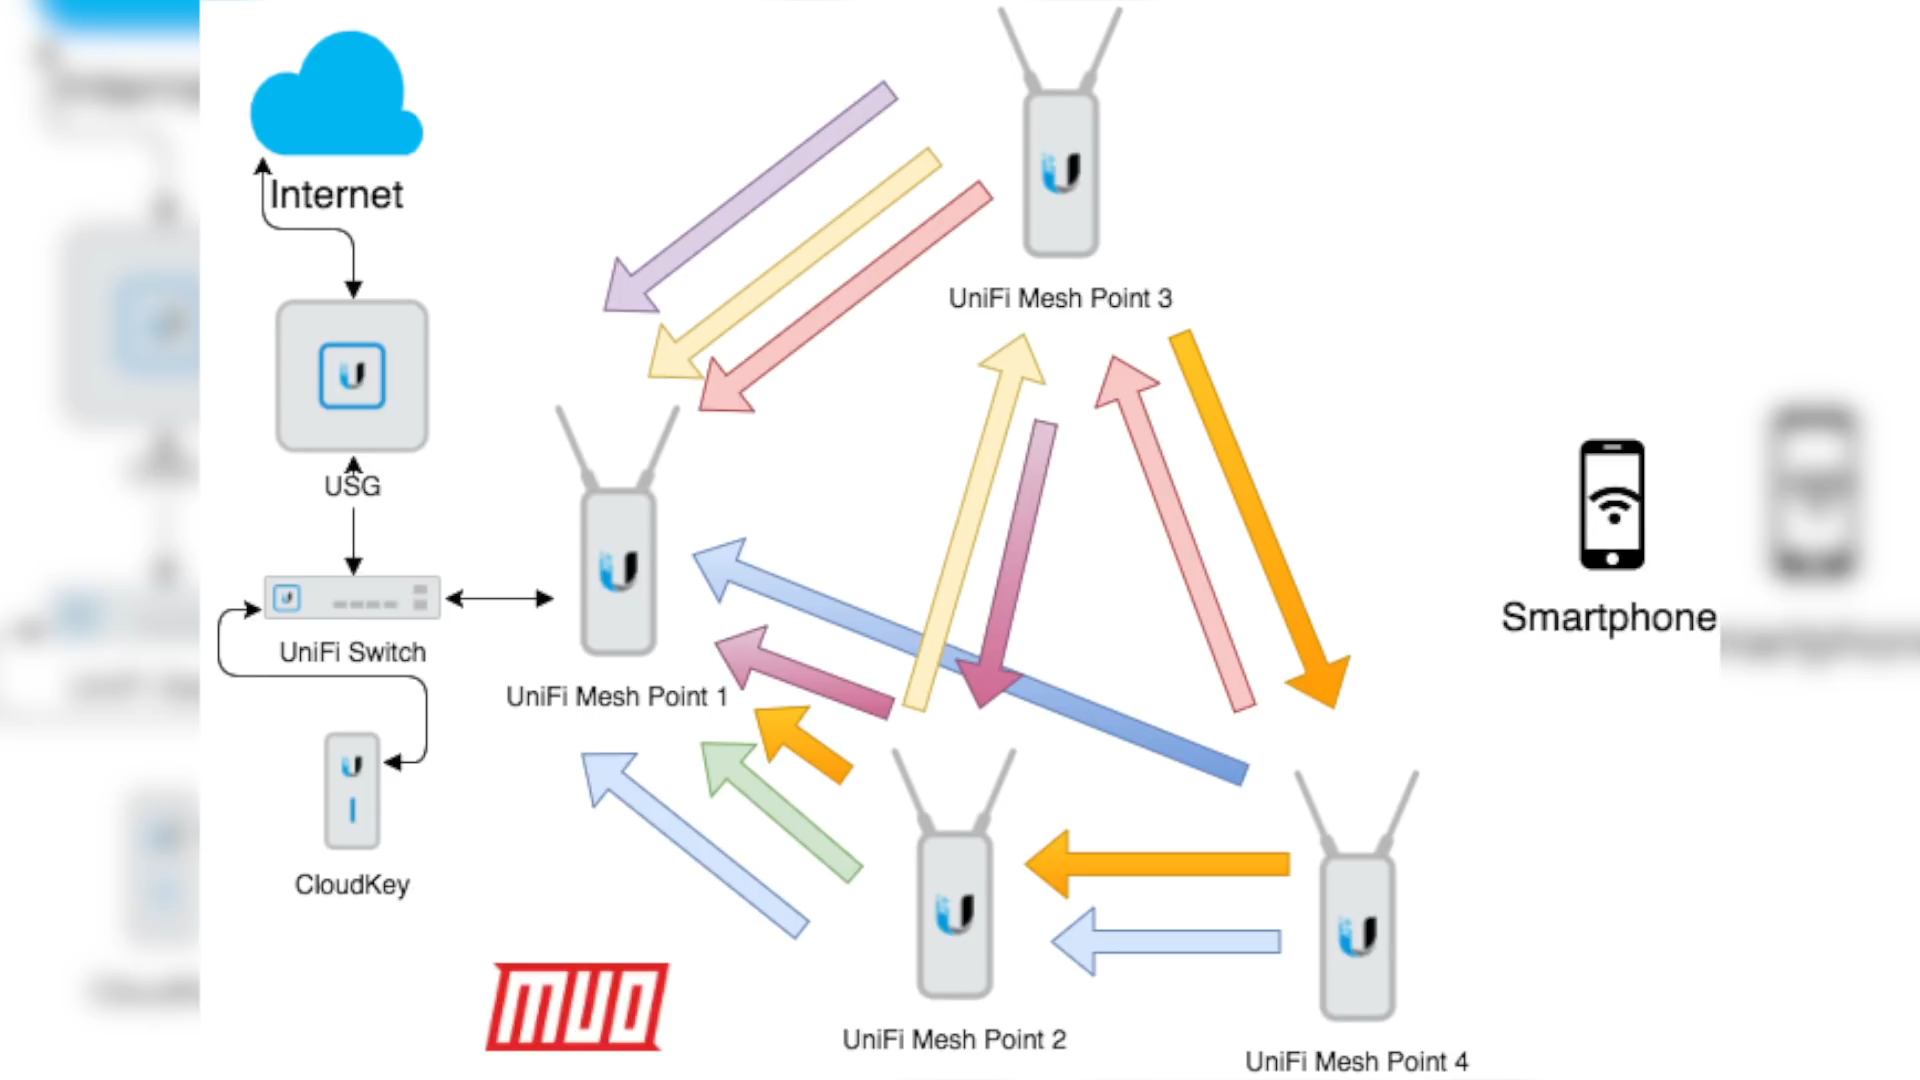 Internet
UniFi Mesh Point 3
USG
Smartphone
UniFi Switch
UniFi Mesh Point 1
CloudKey
MUO
UniFi Mesh Point 2
UniFi Mesh Point 4